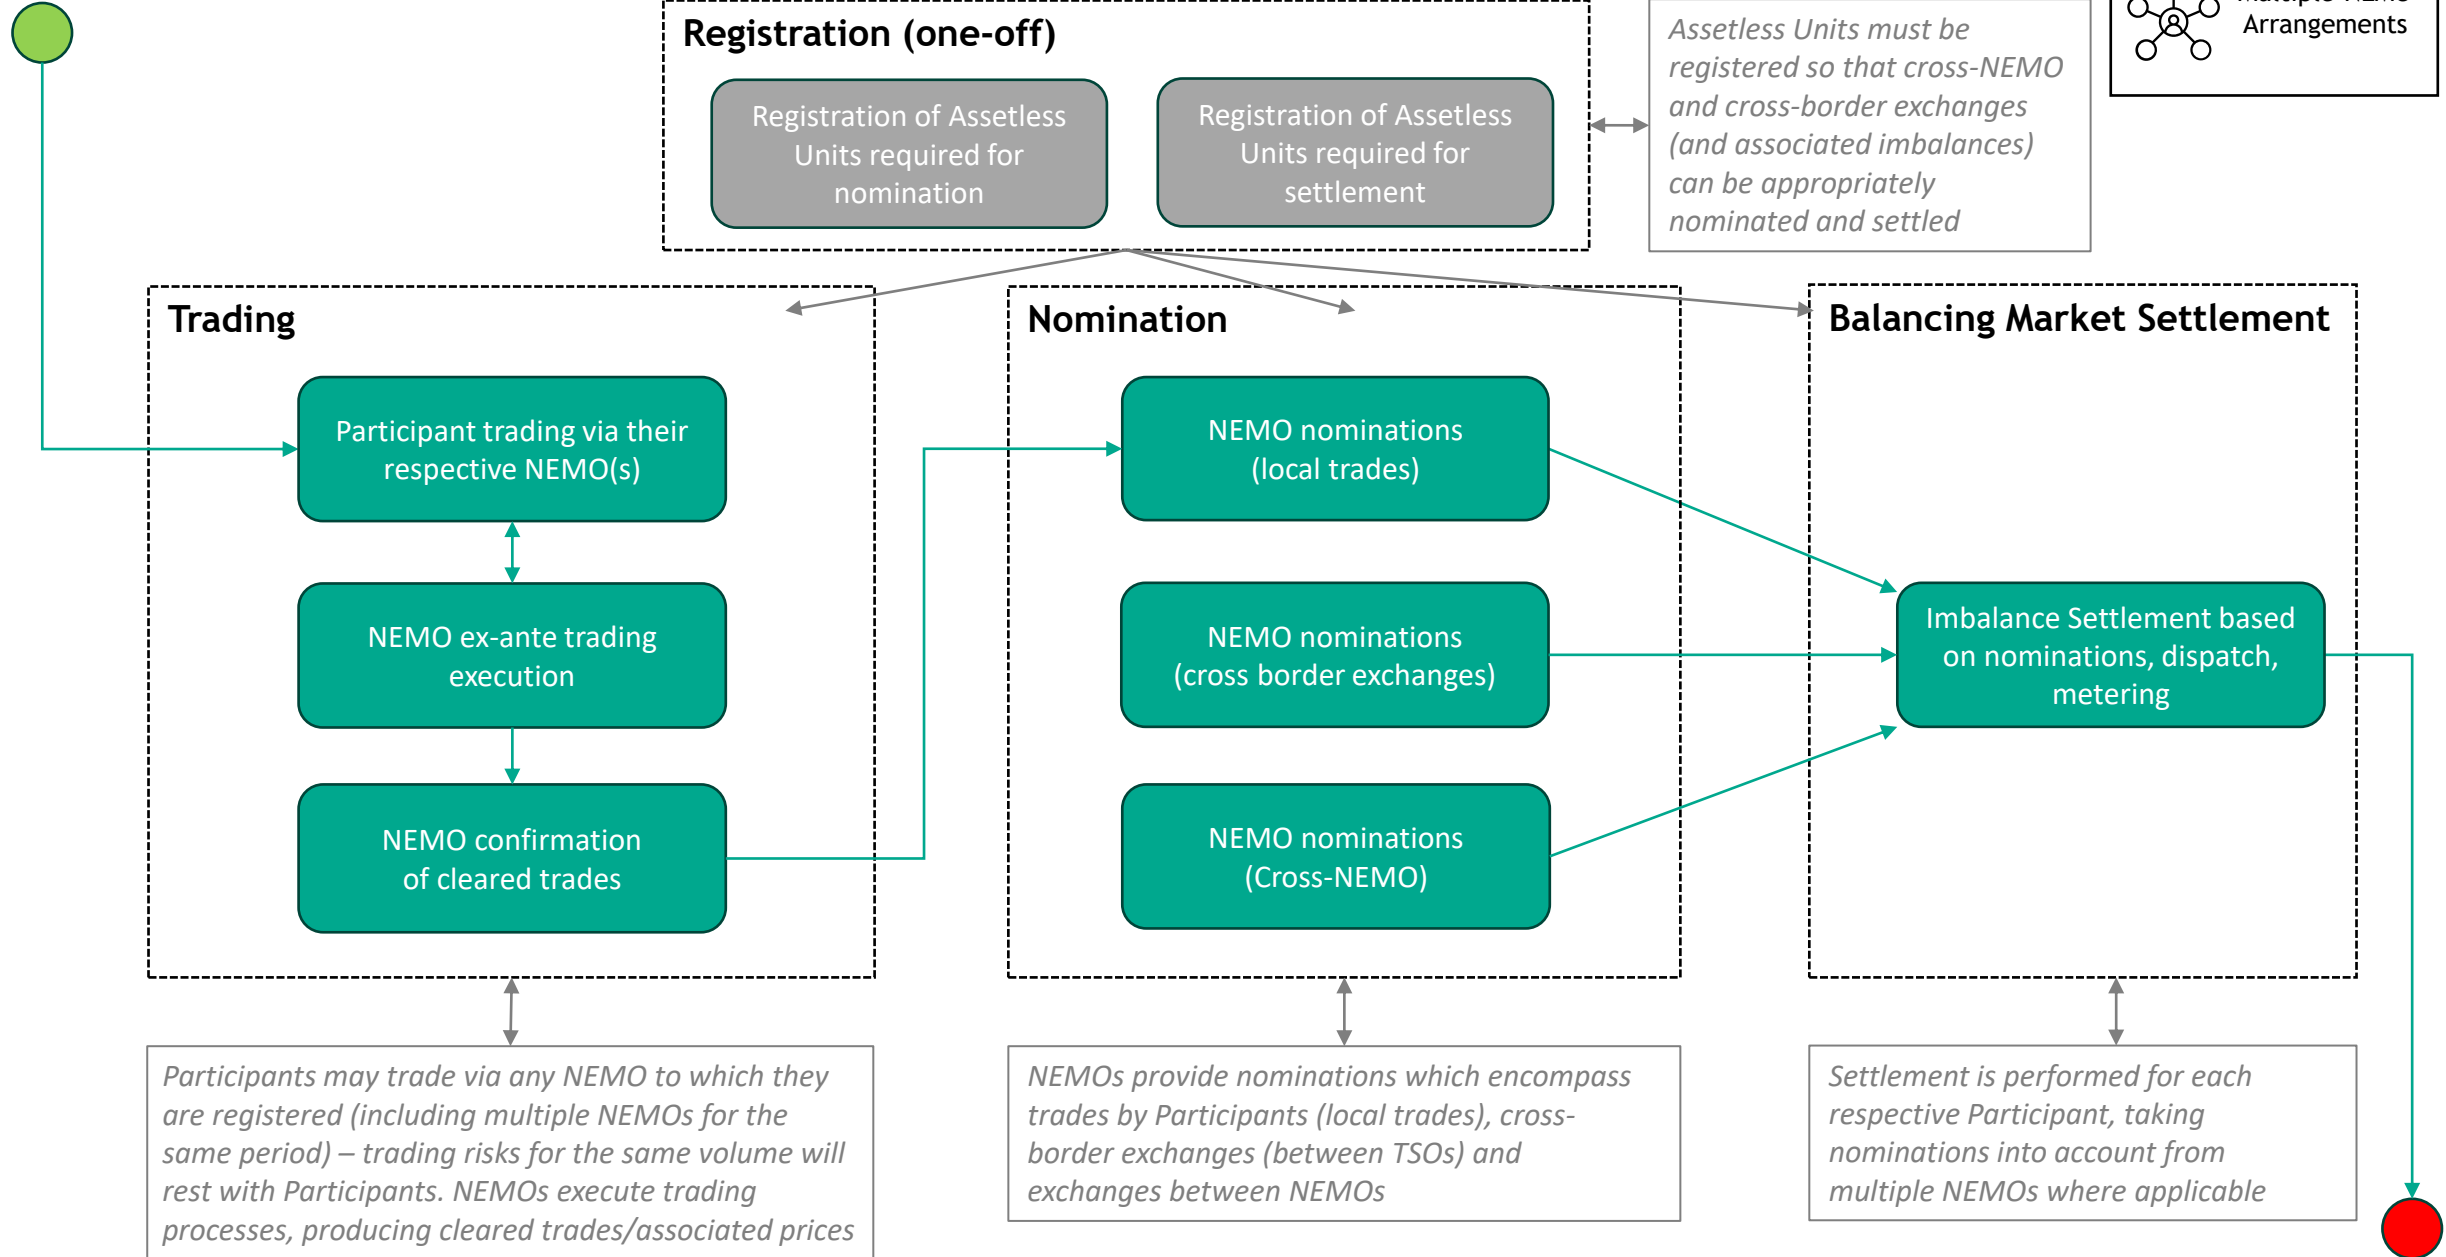 Registration (one-off)
Registration of Assetless
Units required for
nomination
Registration of Assetless
Units required for
settlement
Assetless Units must be
registered so that cross-NEMO
and cross-border exchanges
(and associated imbalances)
can be appropriately
nominated and settled
Arrangements
Trading
Participant trading via their
respective NEMO(s)
NEMO ex-ante trading
execution
NEMO confirmation
of cleared trades
Nomination
NEMO nominations
(local trades)
NEMO nominations
(cross border exchanges)
NEMO nominations
(Cross-NEMO)
Balancing Market Settlement
Imbalance Settlement based
on nominations, dispatch,
metering
Participants may trade via any NEMO to which they
are registered (including multiple NEMOs for the
same period) – trading risks for the same volume will
rest with Participants. NEMOs execute trading
processes, producing cleared trades/associated prices
NEMOs provide nominations which encompass
trades by Participants (local trades), cross-
border exchanges (between TSOs) and
exchanges between NEMOs
Settlement is performed for each
respective Participant, taking
nominations into account from
multiple NEMOs where applicable